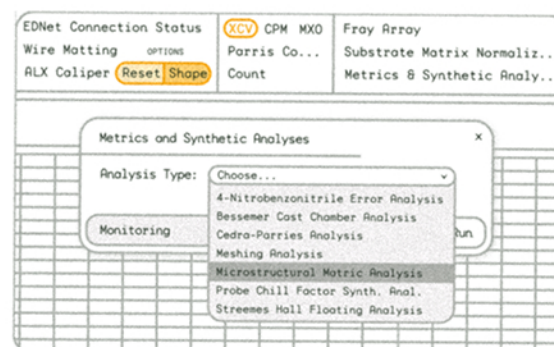 EDNet Connection Status
Wire Matting OPTIONS
ALX Caliper Reset Shape
XCV CPM MXO
Parris Co...
Count
Fray Array
Substrate Matrix Normaliz..
Metrics & Synthetic Analy..
Metrics and Synthetic Analyses x
Analysis Type: Choose...
4-Nitrobenzonitrile Error Analysis
Bessemer Cast Chamber Analysis
Cedra-Parries Analysis
Meshing Analysis
Microstructural Matric Analysis
Probe Chill Factor Synth. Anal.
Streemes Hall Floating Analysis
Monitoring